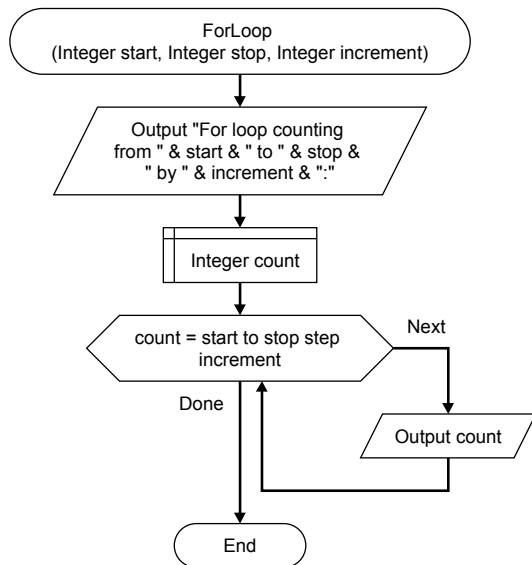 ForLoop
(Integer start, Integer stop, Integer increment)
Output "For loop counting
from " & start & " to " & stop &
" by " & increment & ":"
Integer count
count = start to stop step
increment
Next
Done
Output count
End